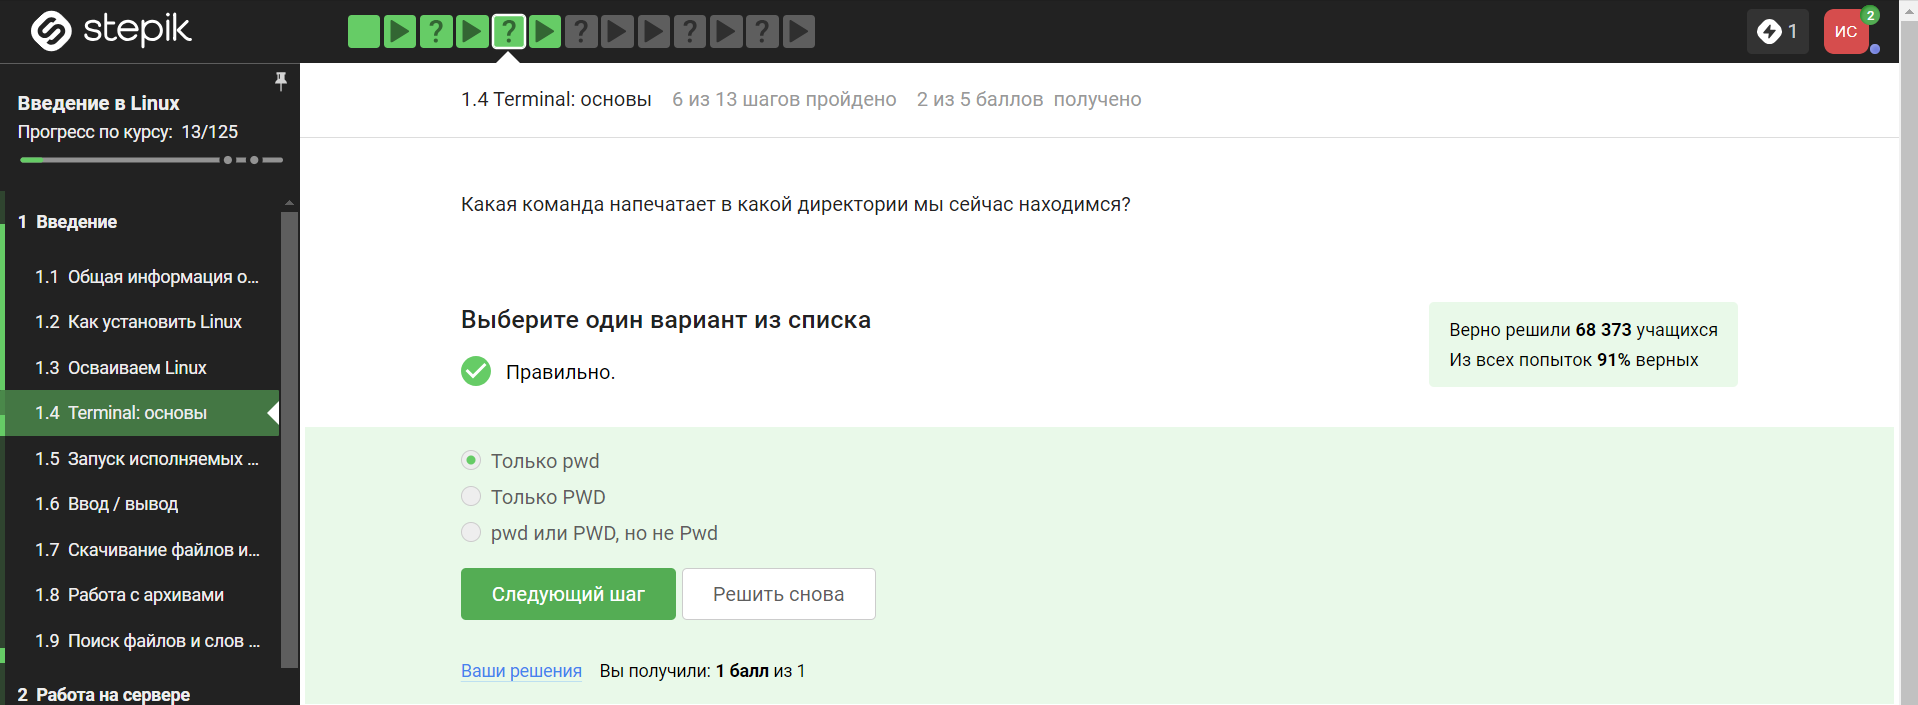 stepik
? ? ? ? ?
1
ИС
2
Введение в Linux
Прогресс по курсу: 13/125
1 Введение
1.1 Общая информация о...
1.2 Как установить Linux
1.3 Осваиваем Linux
1.4 Terminal: основы
1.5 Запуск исполняемых ...
1.6 Ввод / вывод
1.7 Скачивание файлов и...
1.8 Работа с архивами
1.9 Поиск файлов и слов ...
2 Работа на сервере
1.4 Terminal: основы 6 из 13 шагов пройдено 2 из 5 баллов получено
Какая команда напечатает в какой директории мы сейчас находимся?
Выберите один вариант из списка
Правильно.
Верно решили 68 373 учащихся
Из всех попыток 91% верных
Только pwd
Только PWD
pwd или PWD, но не Pwd
Следующий шаг
Решить снова
Ваши решения Вы получили: 1 балл из 1